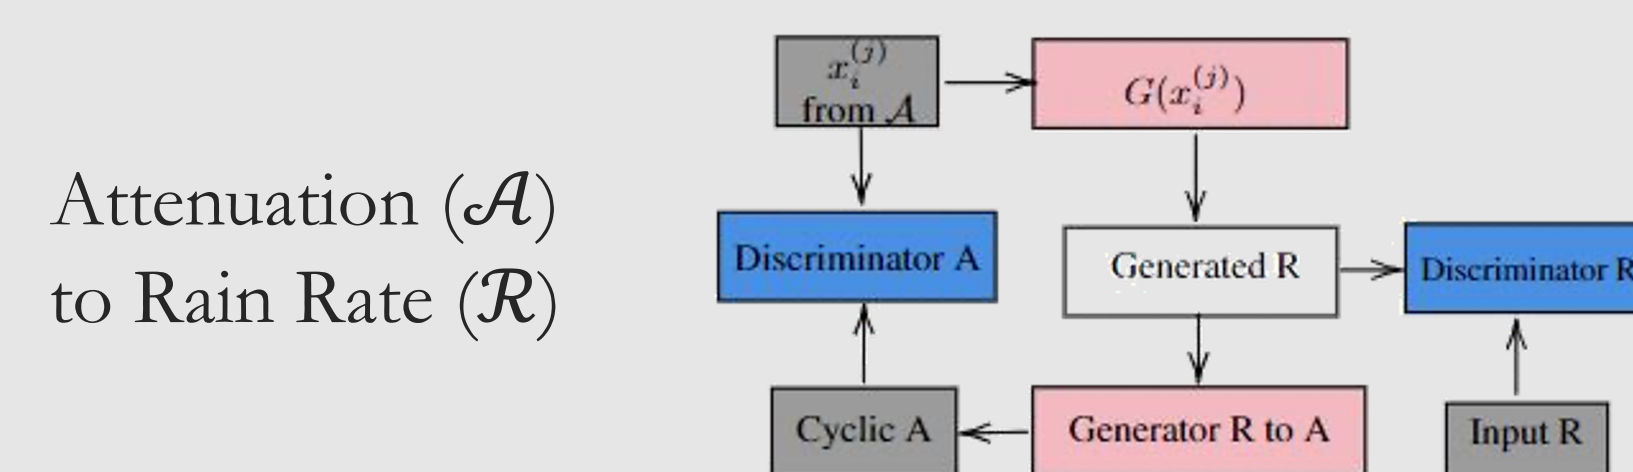 Attenuation (𝒜)
to Rain Rate (ℛ)
x_i^{(j)}
from 𝒜
G(x_i^{(j)})
Discriminator A
Generated R
Discriminator R
Cyclic A
Generator R to A
Input R